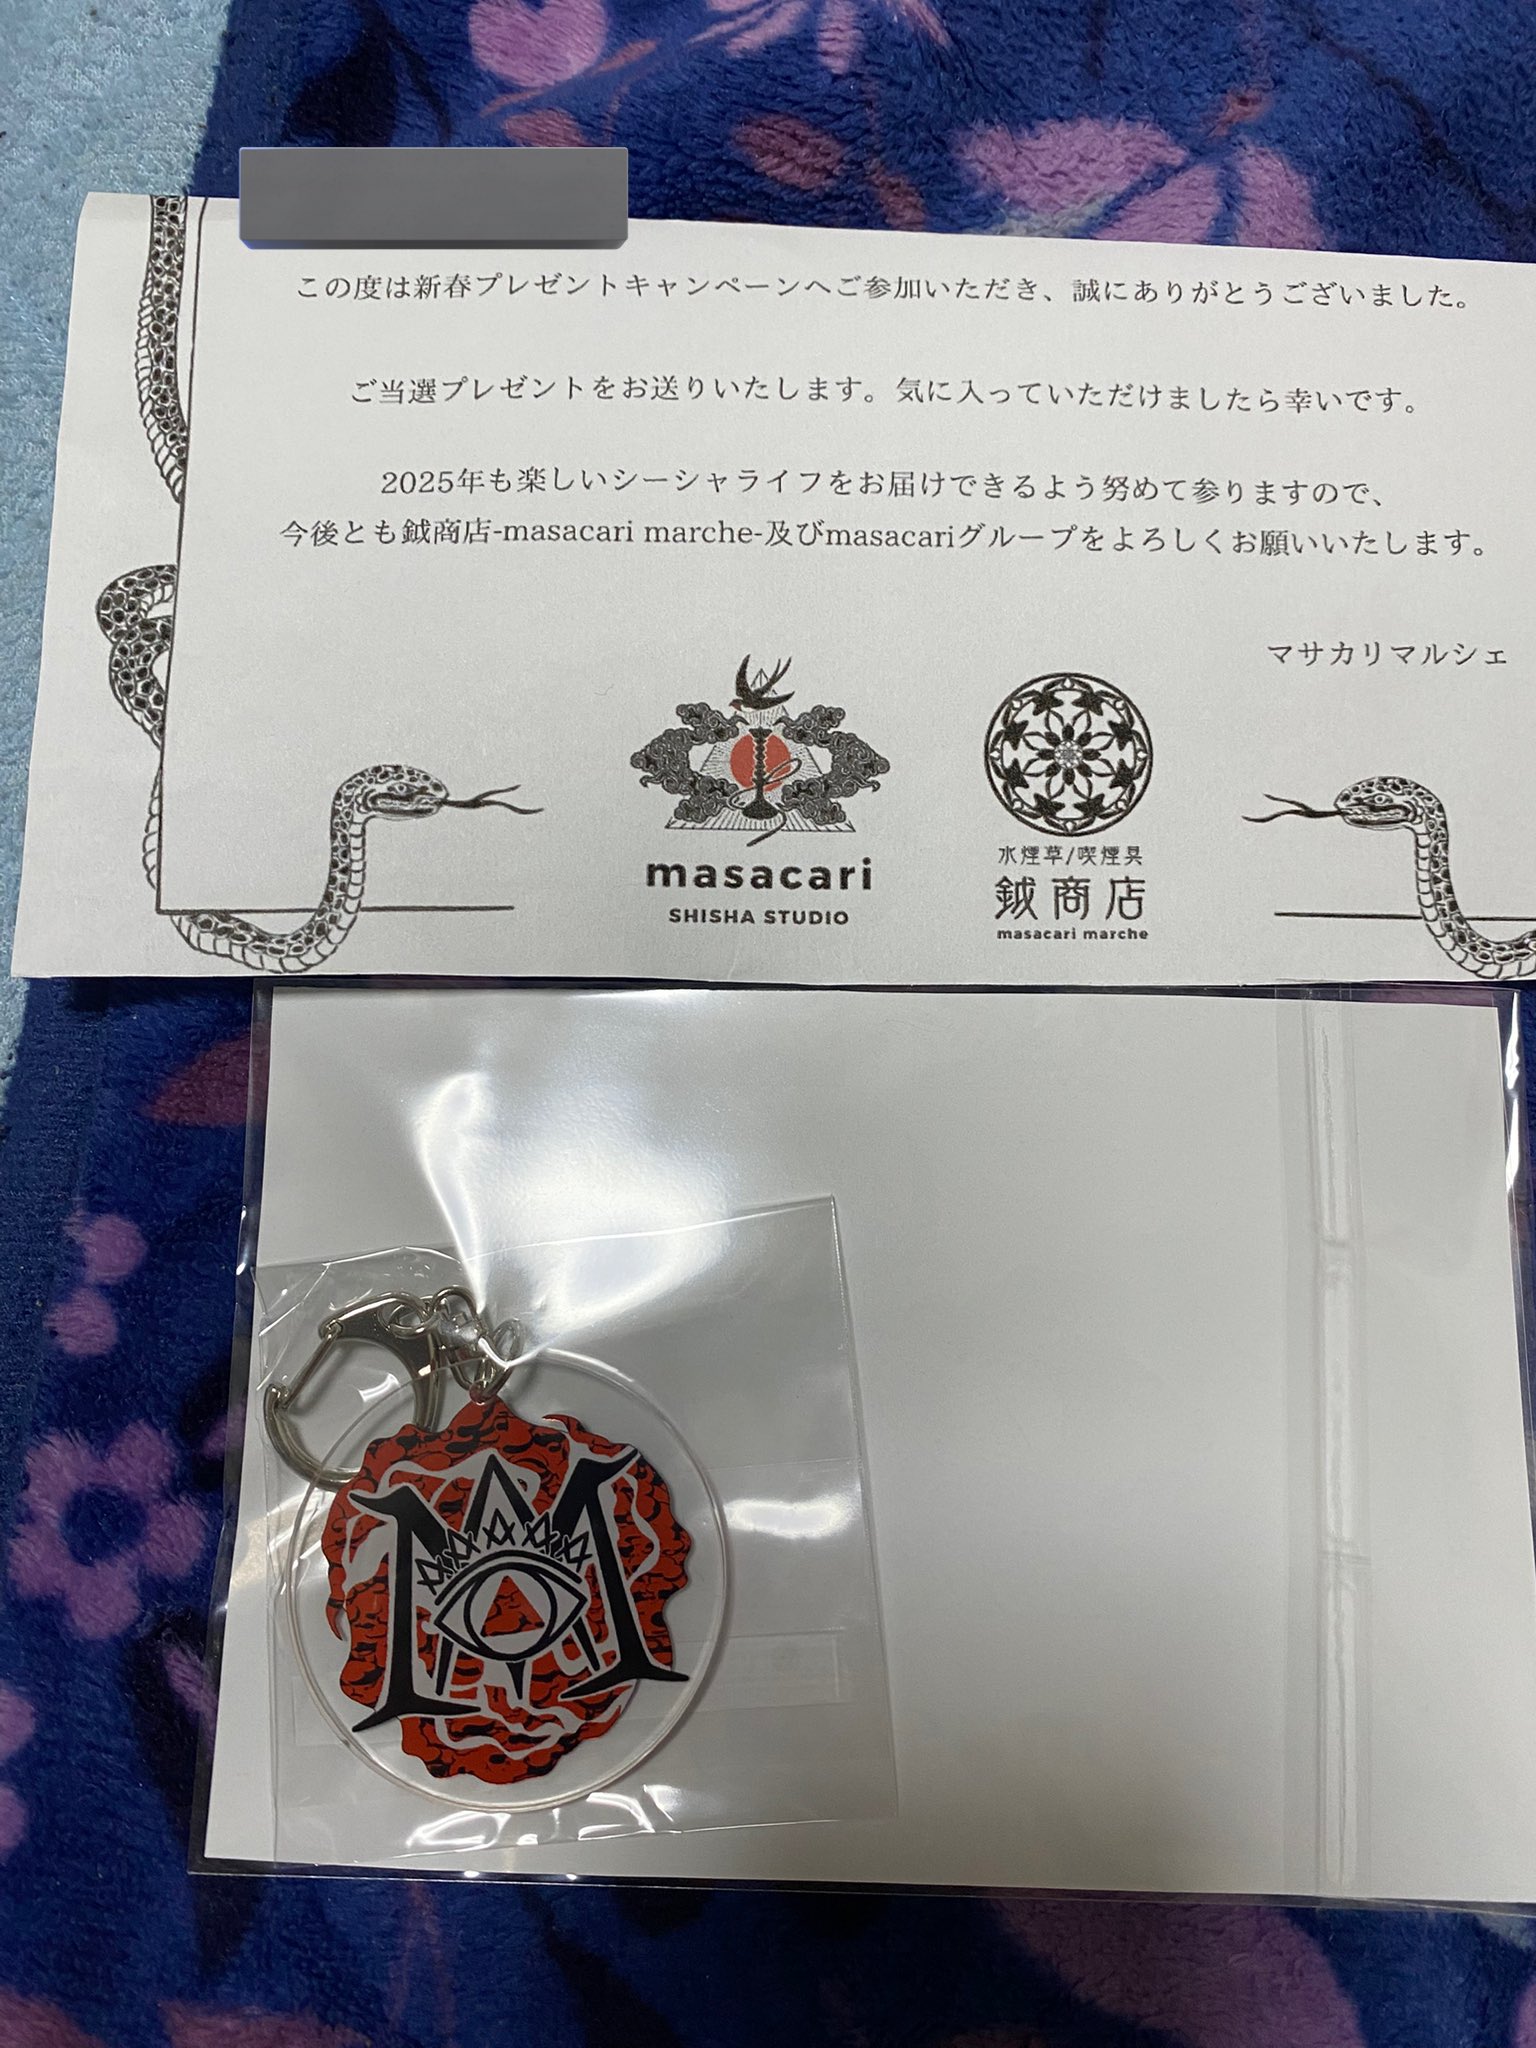 この度は新春プレゼントキャンペーンへご参加いただき、誠にありがとうございました。
ご当選プレゼントをお送りいたします。気に入っていただけましたら幸いです。
2025年も楽しいシーシャライフをお届けできるよう努めて参りますので、
今後とも鉞商店-masacari marche-及びmasacariグループをよろしくお願いいたします。
マサカリマルシェ
masacari
SHISHA STUDIO
水煙草/喫煙具
鉞商店
masacari marche
M